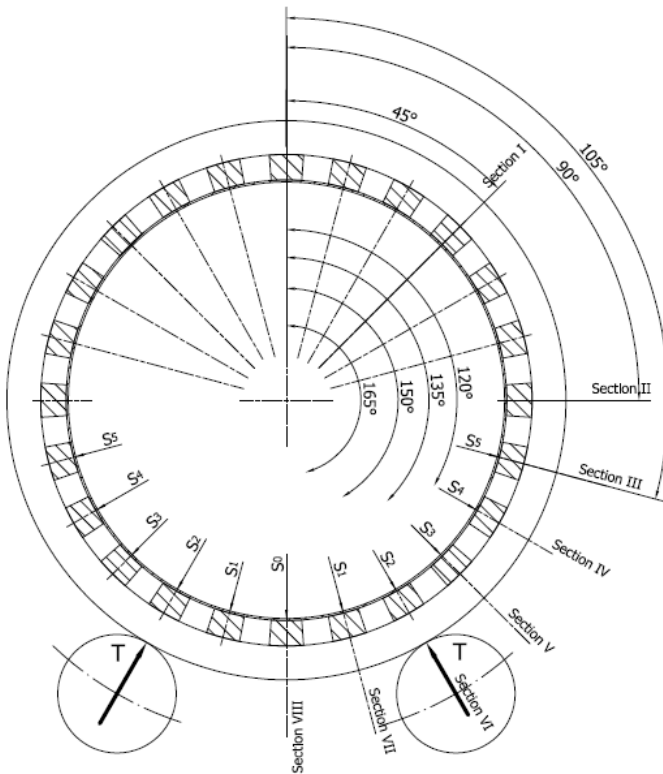 45°
105°
90°
Section I
120°
135°
150°
165°
Section II
S5
S5
Section III
S4
S4
S3
S3
Section IV
S2
S2
S1
S0
S1
Section V
T
T
Section VI
Section VII
Section VIII